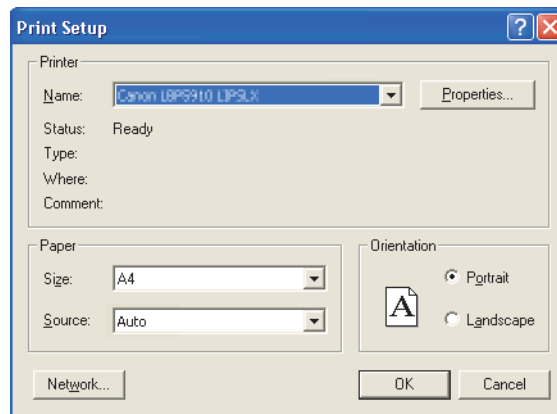 Print Setup
Printer
Name: Canon LBP5910 LIPSLX
Properties...
Status: Ready
Type:
Where:
Comment:
Paper
Size: A4
Source: Auto
Orientation
A
Portrait
Landscape
Network...
OK
Cancel